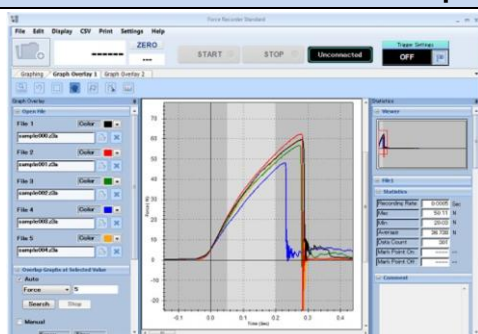 Force Recorder Standard
File Edit Display CSV Print Settings Help
------
ZERO
---
START
STOP
Unconnected
Trigger Settings
OFF
Graphing
Graph Overlay 1
Graph Overlay 2
Graph Overlay
Open File
File 1 Color
sample000.z3a
File 2 Color
sample001.z3a
File 3 Color
sample002.z3a
File 4 Color
sample003.z3a
File 5 Color
sample004.z3a
Overlap Graphs at Selected Value
Auto
Force 5
Search Stop
Manual
70
60
50
40
30
20
10
0
-10
-20
-0.1 0.0 0.1 0.2 0.3 0.4
Time (Sec)
Statistics
Viewer
File1
Statistics
Recording Rate 0.0005 Sec
Max N
Min N
Average N
Data Count
Mark Point On ------ --
Mark Point Off ------ --
Comment